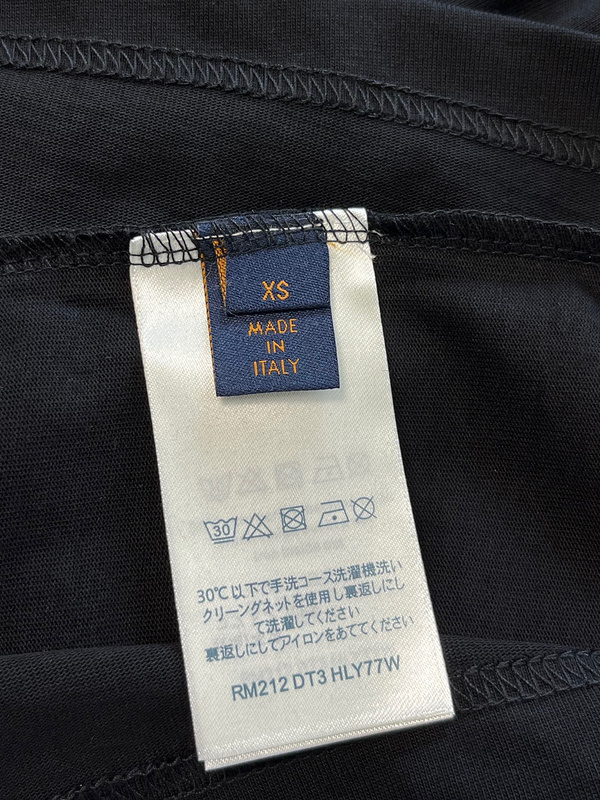 XS
MADE
IN
ITALY
30
30℃以下で手洗コース洗濯機洗い
クリーングネットを使用し裏返しにし
て洗濯してください
裏返しにしてアイロンをあててください
RM212 DT3 HLY77W